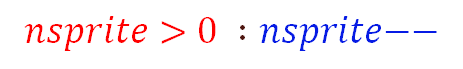 nsprite > 0 : nsprite−−